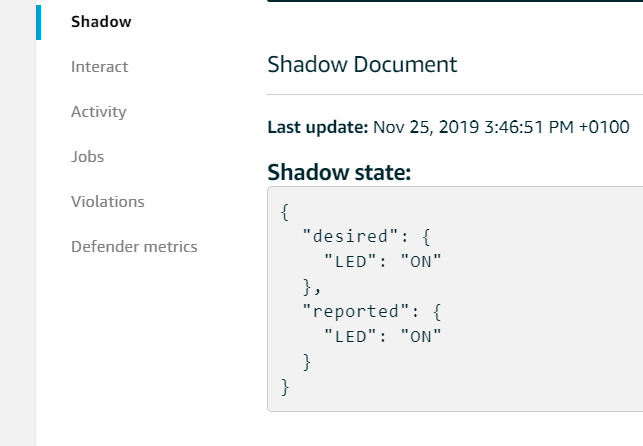 Shadow
Interact
Activity
Jobs
Violations
Defender metrics
Shadow Document
Last update: Nov 25, 2019 3:46:51 PM +0100
Shadow state:
{
  "desired": {
    "LED": "ON"
  },
  "reported": {
    "LED": "ON"
  }
}